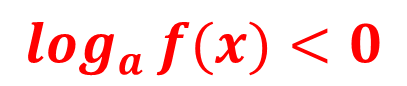 logₐ f(x) < 0